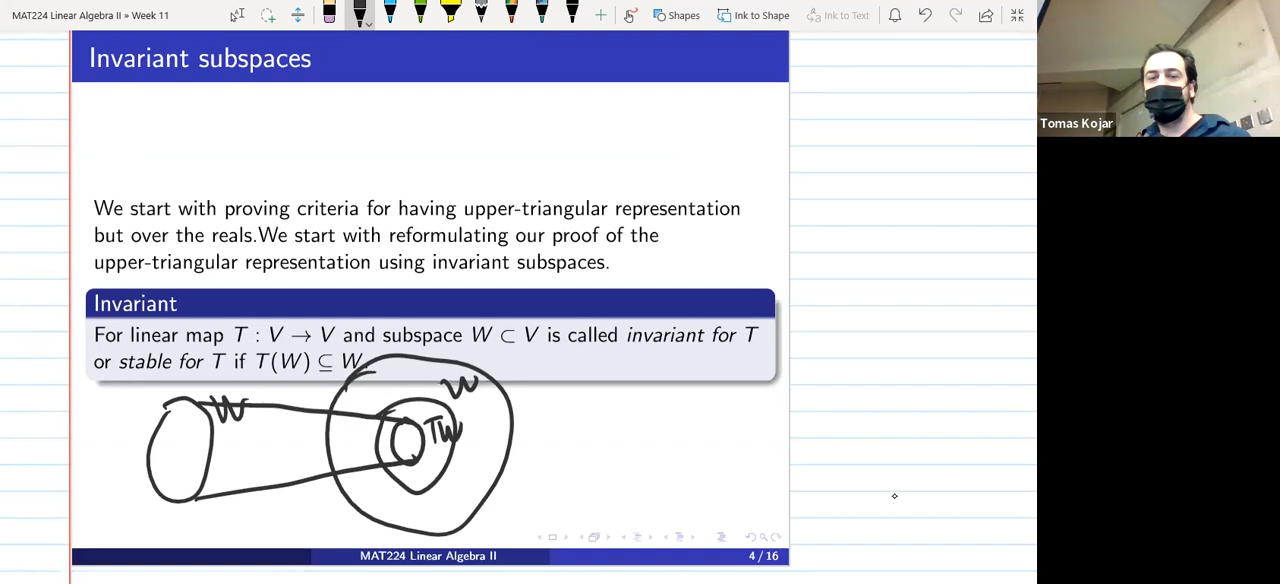 MAT224 Linear Algebra II » Week 11
Shapes
Ink to Shape
Ink to Text
Invariant subspaces
Tomas Kojar
We start with proving criteria for having upper-triangular representation
but over the reals.We start with reformulating our proof of the
upper-triangular representation using invariant subspaces.
Invariant
For linear map T : V → V and subspace W ⊂ V is called invariant for T
or stable for T if T(W) ⊆ W.
W
W
TW
MAT224 Linear Algebra II
4 / 16